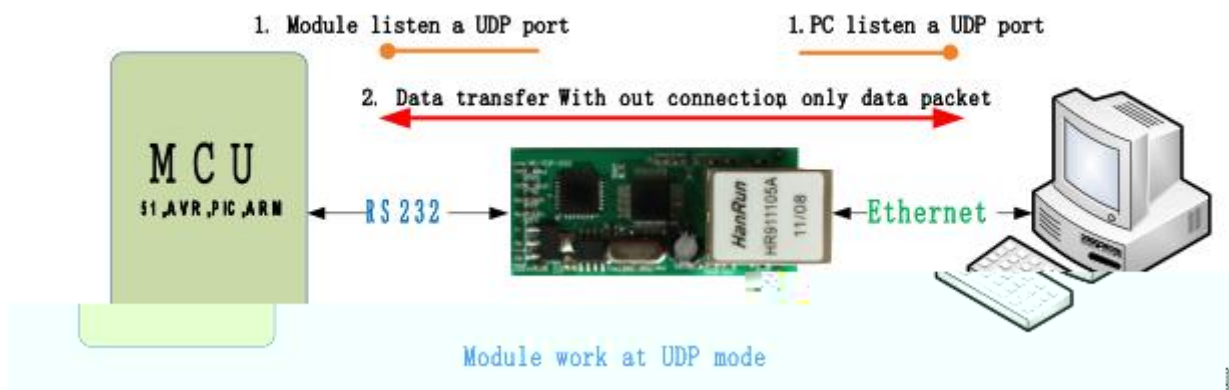 1. Module listen a UDP port
1. PC listen a UDP port
2. Data transfer With out connection, only data packet
MCU
51,AVR,PIC,ARM
RS232
HanRun
HR911105A
11/08
Ethernet
Module work at UDP mode